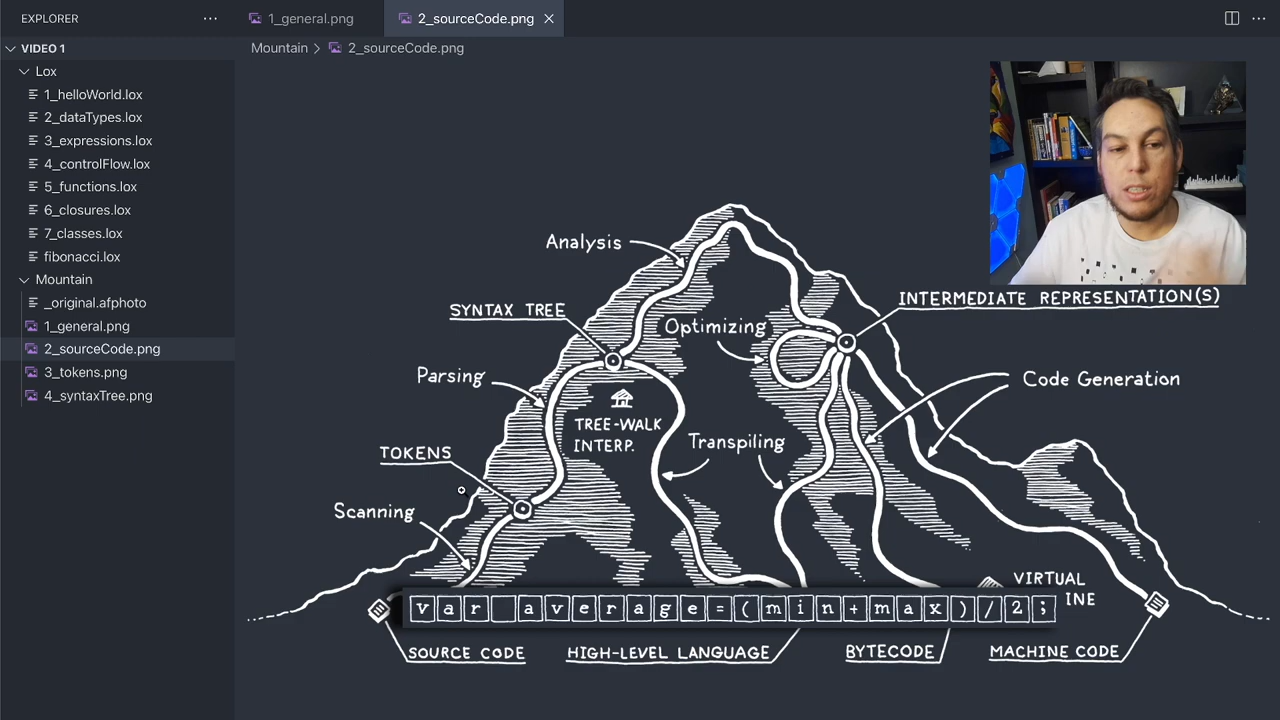 EXPLORER
1_general.png
2_sourceCode.png
VIDEO 1
Mountain > 2_sourceCode.png
Lox
1_helloWorld.lox
2_dataTypes.lox
3_expressions.lox
4_controlFlow.lox
5_functions.lox
6_closures.lox
7_classes.lox
fibonacci.lox
Mountain
_original.afphoto
1_general.png
2_sourceCode.png
3_tokens.png
4_syntaxTree.png
Analysis
SYNTAX TREE
INTERMEDIATE REPRESENTATION(S)
Optimizing
Parsing
Code Generation
TREE-WALK
INTERP.
Transpiling
TOKENS
Scanning
VIRTUAL
INE
var average=(min+max)/2;
SOURCE CODE
HIGH-LEVEL LANGUAGE
BYTECODE
MACHINE CODE